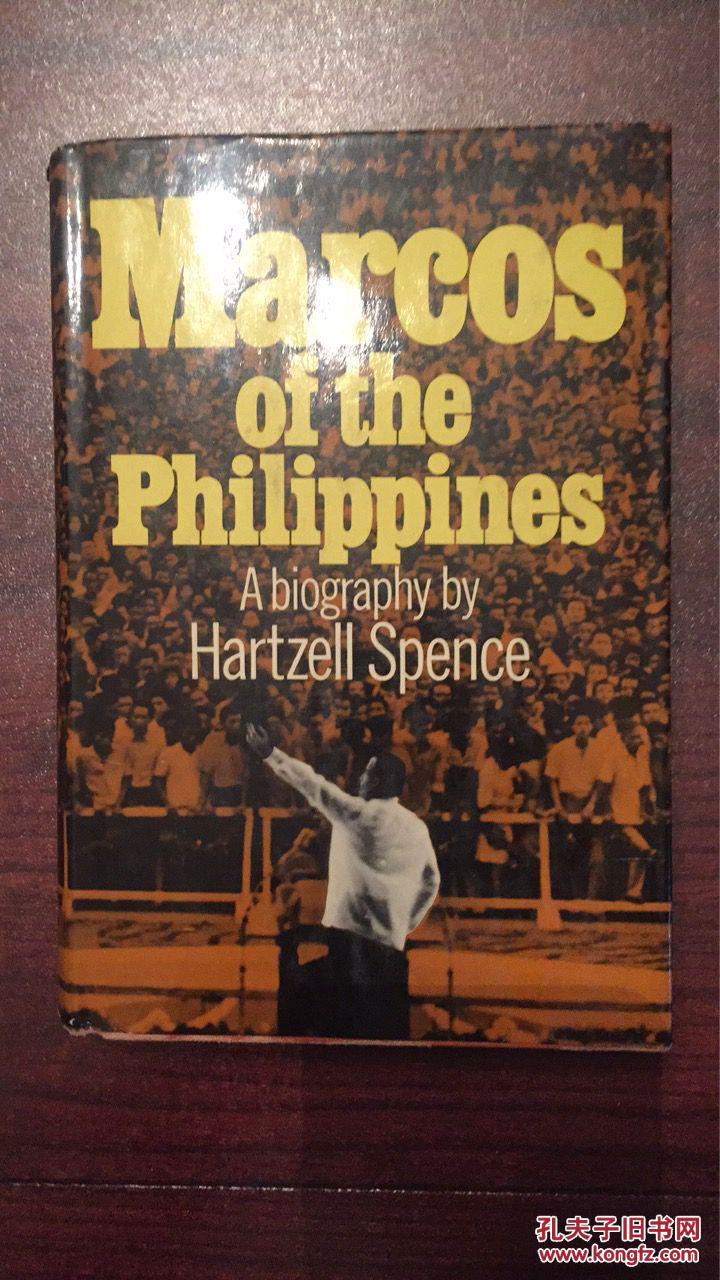 Marcos
of the
Philippines
A biography by
Hartzell Spence
孔夫子旧书网
www.kongfz.com